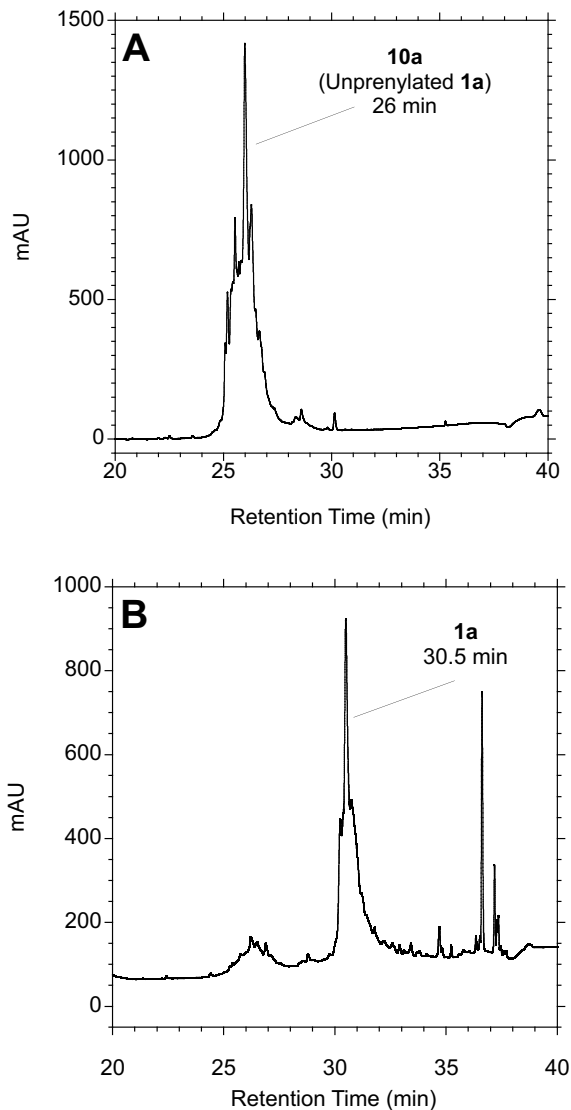 A
1500
1000
500
0
mAU
10a
(Unprenylated 1a)
26 min
20 25 30 35 40
Retention Time (min)
B
1000
800
600
400
200
0
mAU
1a
30.5 min
20 25 30 35 40
Retention Time (min)